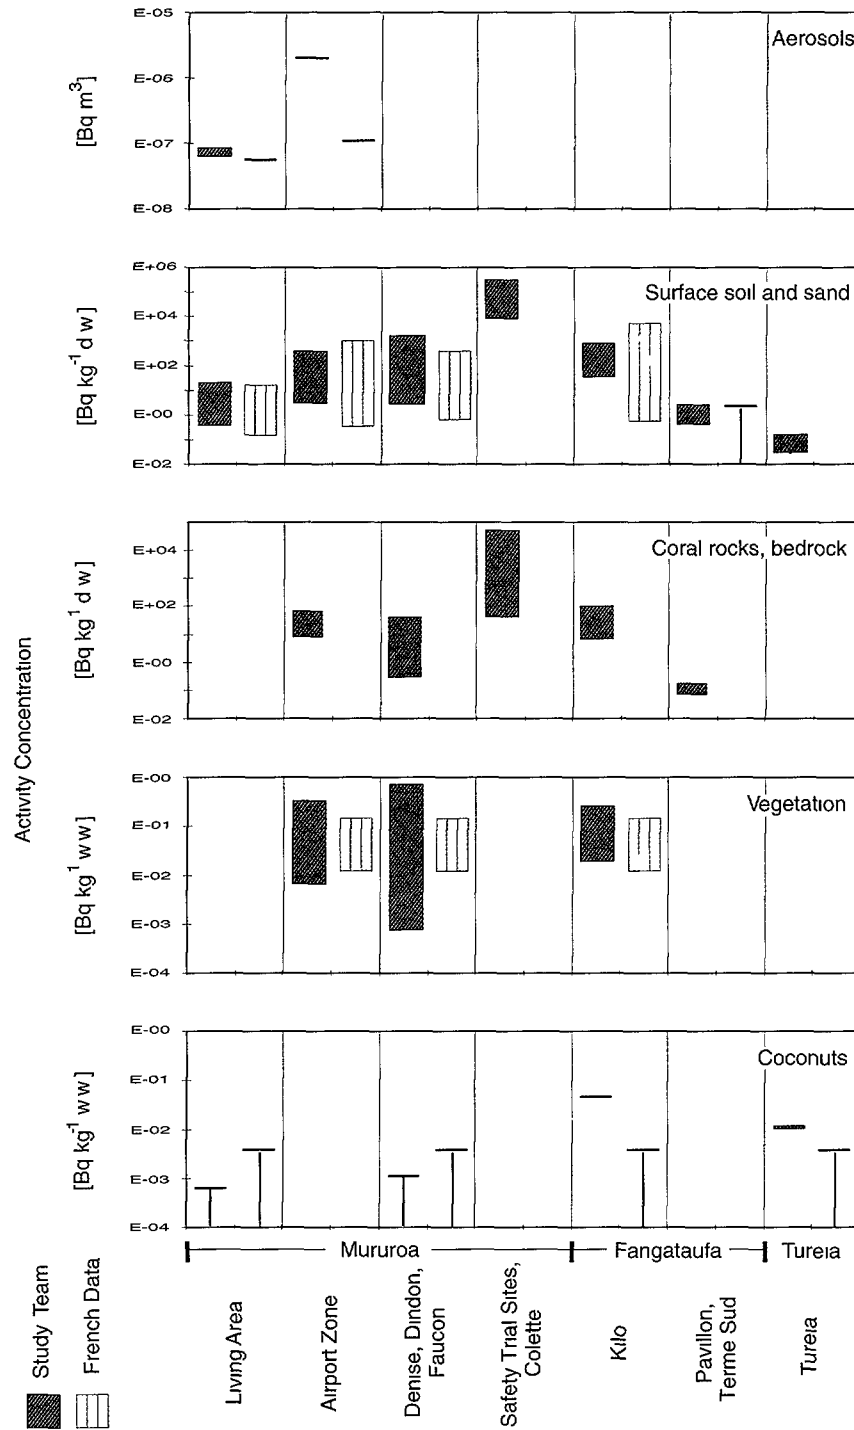 Activity Concentration
[Bq m3]
E-05
E-06
E-07
E-08
Aerosols
[Bq kg-1 d w]
E+06
E+04
E+02
E-00
E-02
Surface soil and sand
[Bq kg-1 d w]
E+04
E+02
E-00
E-02
Coral rocks, bedrock
[Bq kg-1 w w]
E-00
E-01
E-02
E-03
E-04
Vegetation
[Bq kg-1 w w]
E-00
E-01
E-02
E-03
E-04
Coconuts
Mururoa
Fangataufa
Tureia
Living Area
Airport Zone
Denise, Dindon,
Faucon
Safety Trial Sites,
Colette
Kilo
Pavillon,
Terme Sud
Tureia
Study Team
French Data